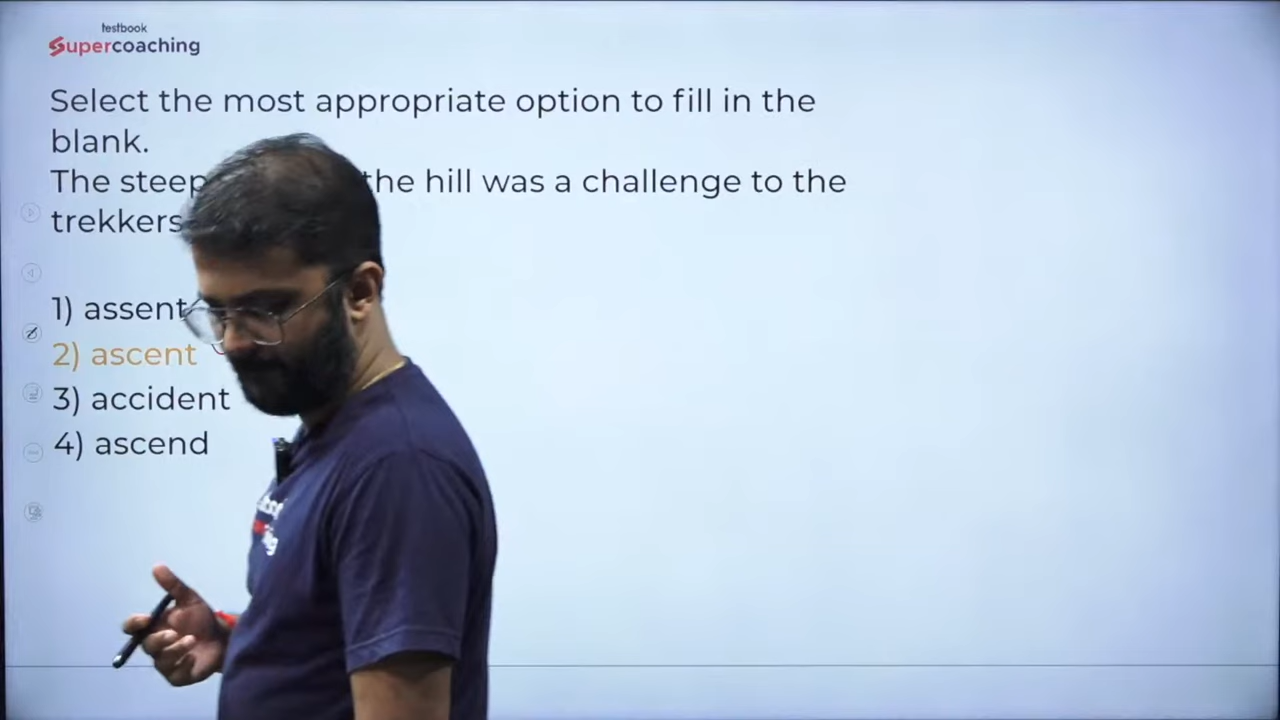 testbook
Supercoaching
Select the most appropriate option to fill in the
blank.
The steep the hill was a challenge to the
trekkers
1) assent
2) ascent
3) accident
4) ascend